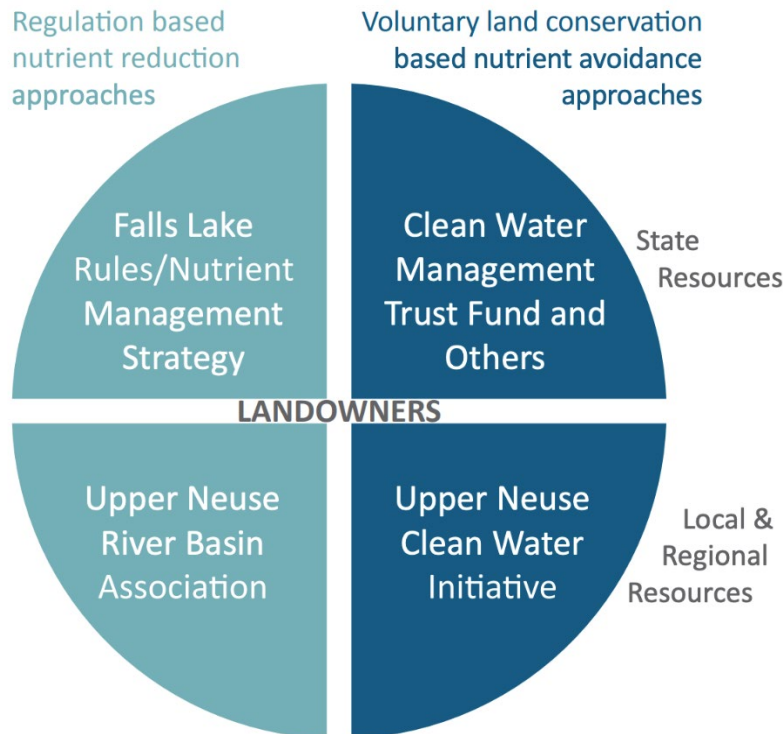 Regulation based
nutrient reduction
approaches
Voluntary land conservation
based nutrient avoidance
approaches
Falls Lake
Rules/Nutrient
Management
Strategy
Clean Water
Management
Trust Fund and
Others
State
Resources
LANDOWNERS
Upper Neuse
River Basin
Association
Upper Neuse
Clean Water
Initiative
Local &
Regional
Resources